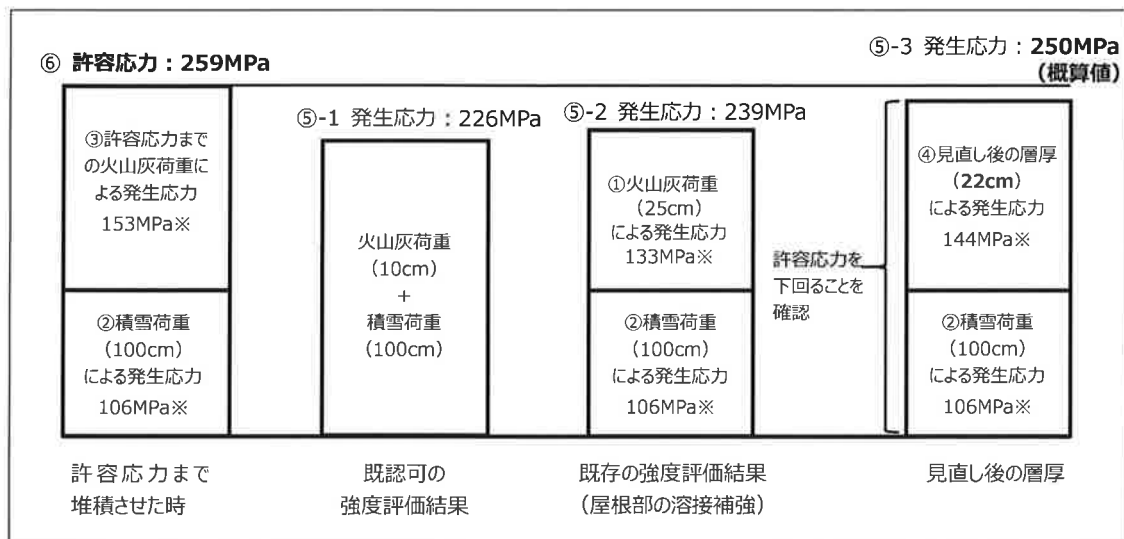 ⑥ 許容応力：259MPa
⑤-3 発生応力：250MPa
(概算値)
⑤-1 発生応力：226MPa
⑤-2 発生応力：239MPa
③許容応力まで
の火山灰荷重に
よる発生応力
153MPa※
②積雪荷重
（100cm）
による発生応力
106MPa※
火山灰荷重
（10cm）
+
積雪荷重
（100cm）
①火山灰荷重
（25cm）
による発生応力
133MPa※
②積雪荷重
（100cm）
による発生応力
106MPa※
許容応力を
下回ることを
確認
④見直し後の層厚
（22cm）
による発生応力
144MPa※
②積雪荷重
（100cm）
による発生応力
106MPa※
許容応力まで
堆積させた時
既認可の
強度評価結果
既存の強度評価結果
（屋根部の溶接補強）
見直し後の層厚